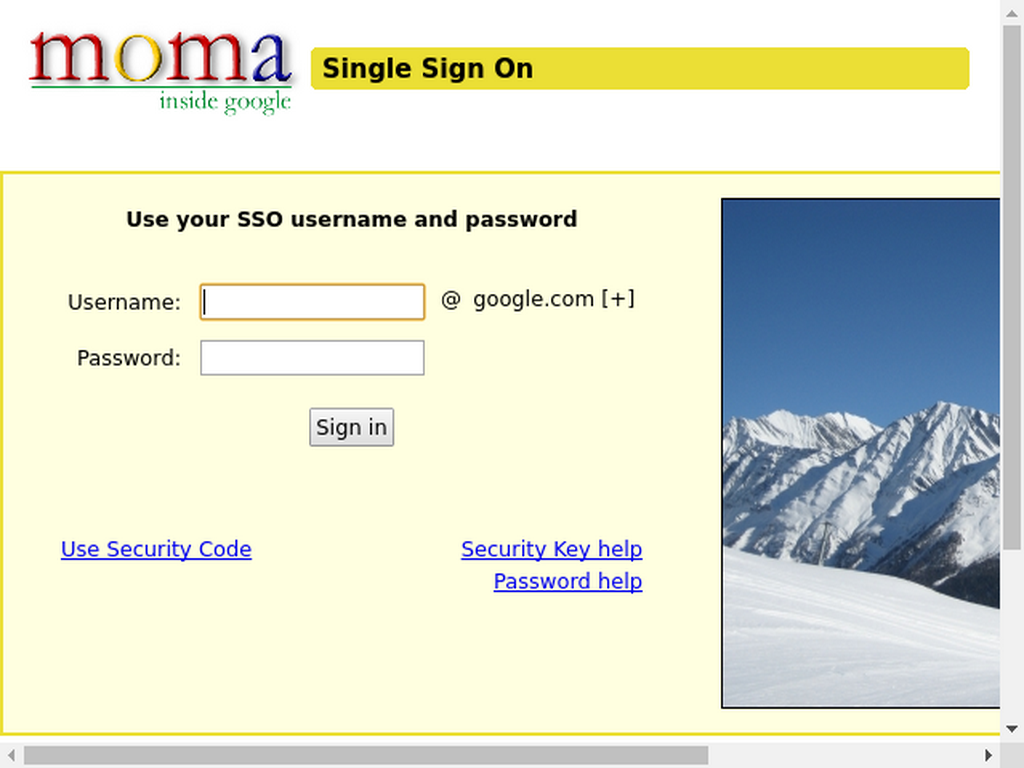 moma
inside google
Single Sign On
Use your SSO username and password
Username: @ google.com [+]
Password:
Sign in
Use Security Code Security Key help
Password help